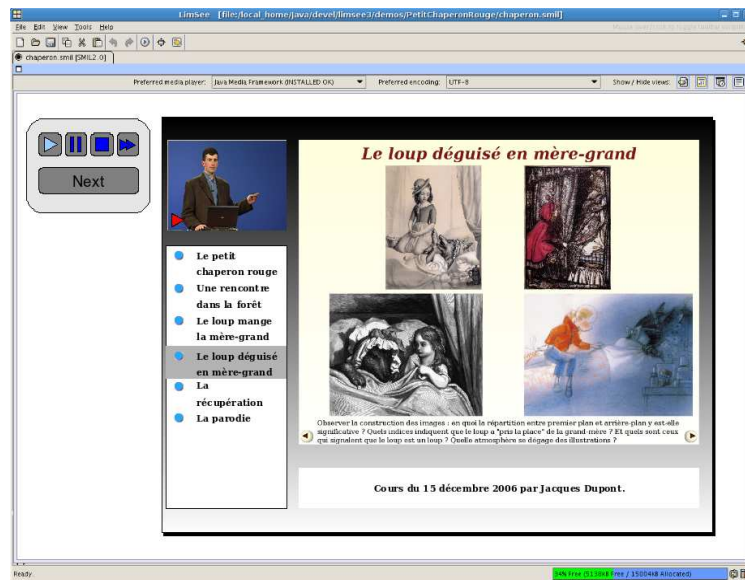 LimSee [file:/local_home/java/devel/limsee3/demos/PetitChaperonRouge/chaperon.smil]
File Edit View Tools Help
chaperon.smil [SMIL2.0]
Preferred media player: Java Media Framework (INSTALLED OK) Preferred encoding: UTF-8 Show / Hide views:
Next
Le loup déguisé en mère-grand
Le petit
chaperon rouge
Une rencontre
dans la forêt
Le loup mange
la mère-grand
Le loup déguisé
en mère-grand
La
récupération
La parodie
Observer la construction des images : en quoi la répartition entre premier plan et arrière-plan y est-elle
significative ? Quels indices indiquent que le loup a "pris la place" de la grand-mère ? Et quels sont ceux
qui signalent que le loup est un loup ? Quelle atmosphère se dégage des illustrations ?
Cours du 15 décembre 2006 par Jacques Dupont.
Ready.
Free / 15004kB Allocated)